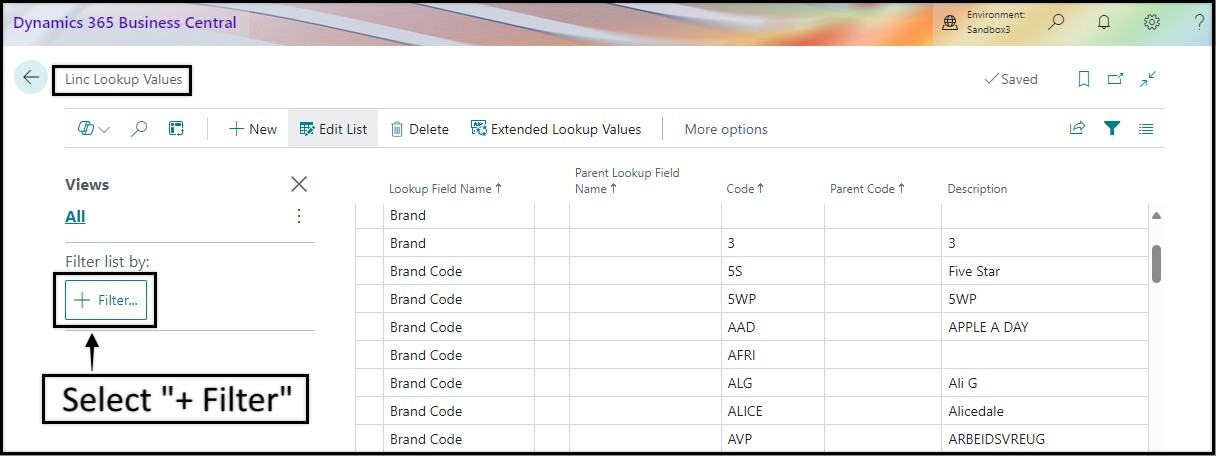 Dynamics 365 Business Central
Environment:
Sandbox3
?
Linc Lookup Values
Saved
New
Edit List
Delete
Extended Lookup Values
More options
Views
All
Filter list by:
+ Filter...
Select "+ Filter"
Lookup Field Name ↑
Parent Lookup Field
Name ↑
Code ↑
Parent Code ↑
Description
Brand
Brand 3 3
Brand Code 5S Five Star
Brand Code 5WP 5WP
Brand Code AAD APPLE A DAY
Brand Code AFRI
Brand Code ALG Ali G
Brand Code ALICE Alicedale
Brand Code AVP ARBEIDSVREUG